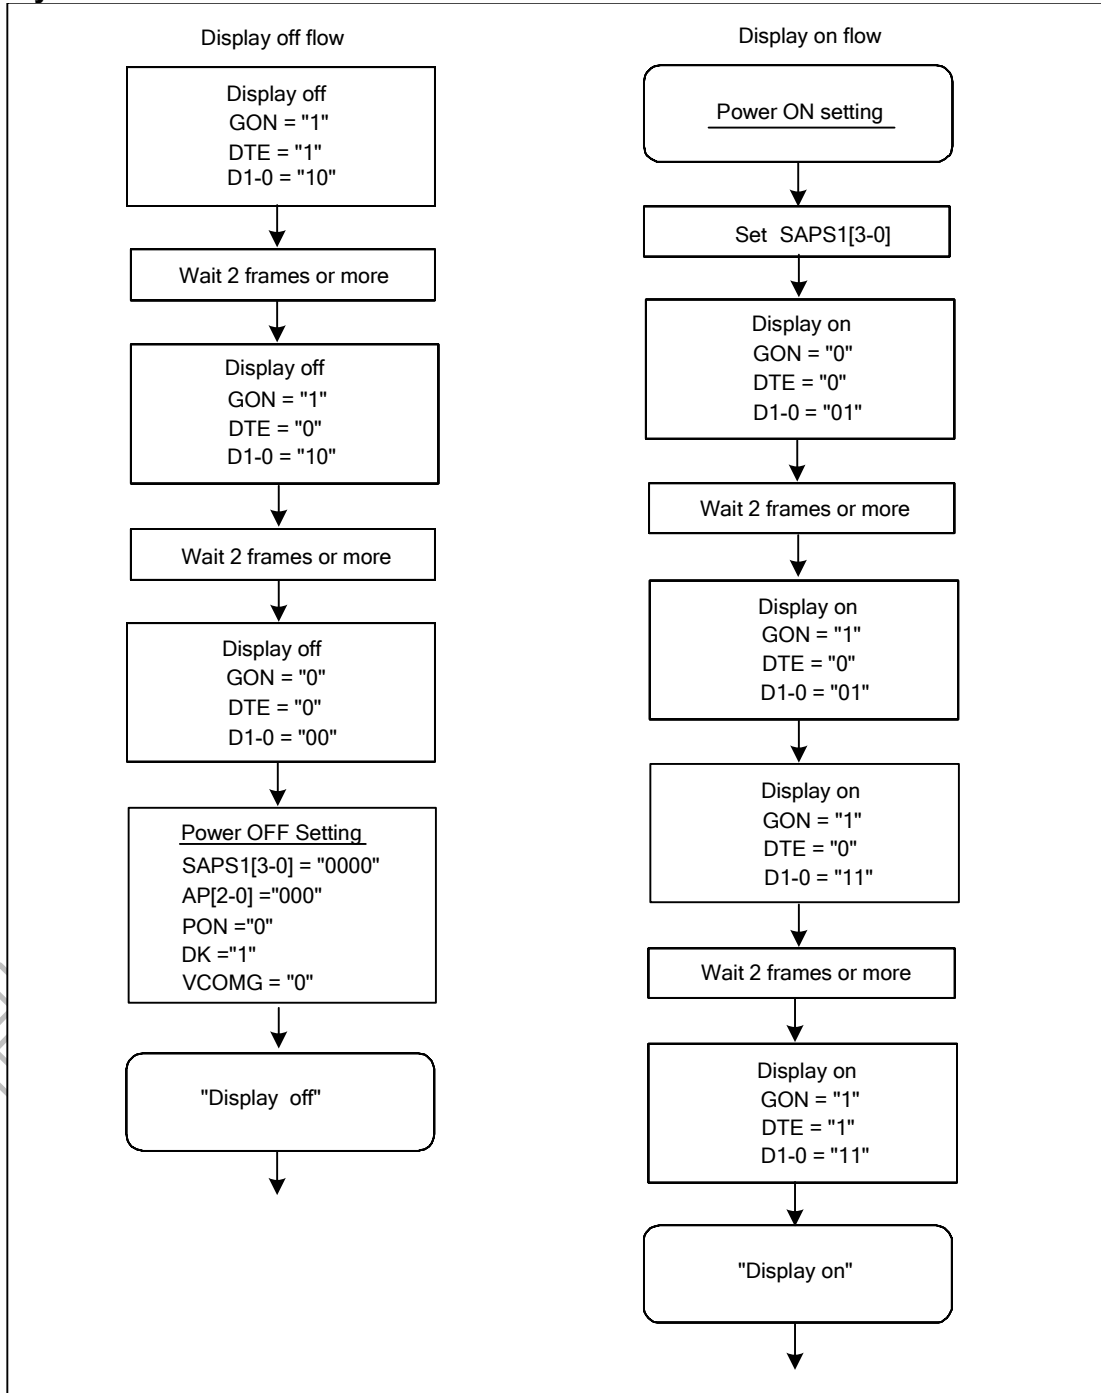 Display off flow
Display off
GON = "1"
DTE = "1"
D1-0 = "10"
Wait 2 frames or more
Display off
GON = "1"
DTE = "0"
D1-0 = "10"
Wait 2 frames or more
Display off
GON = "0"
DTE = "0"
D1-0 = "00"
Power OFF Setting
SAPS1[3-0] = "0000"
AP[2-0] ="000"
PON ="0"
DK ="1"
VCOMG = "0"
"Display off"
Display on flow
Power ON setting
Set SAPS1[3-0]
Display on
GON = "0"
DTE = "0"
D1-0 = "01"
Wait 2 frames or more
Display on
GON = "1"
DTE = "0"
D1-0 = "01"
Display on
GON = "1"
DTE = "0"
D1-0 = "11"
Wait 2 frames or more
Display on
GON = "1"
DTE = "1"
D1-0 = "11"
"Display on"